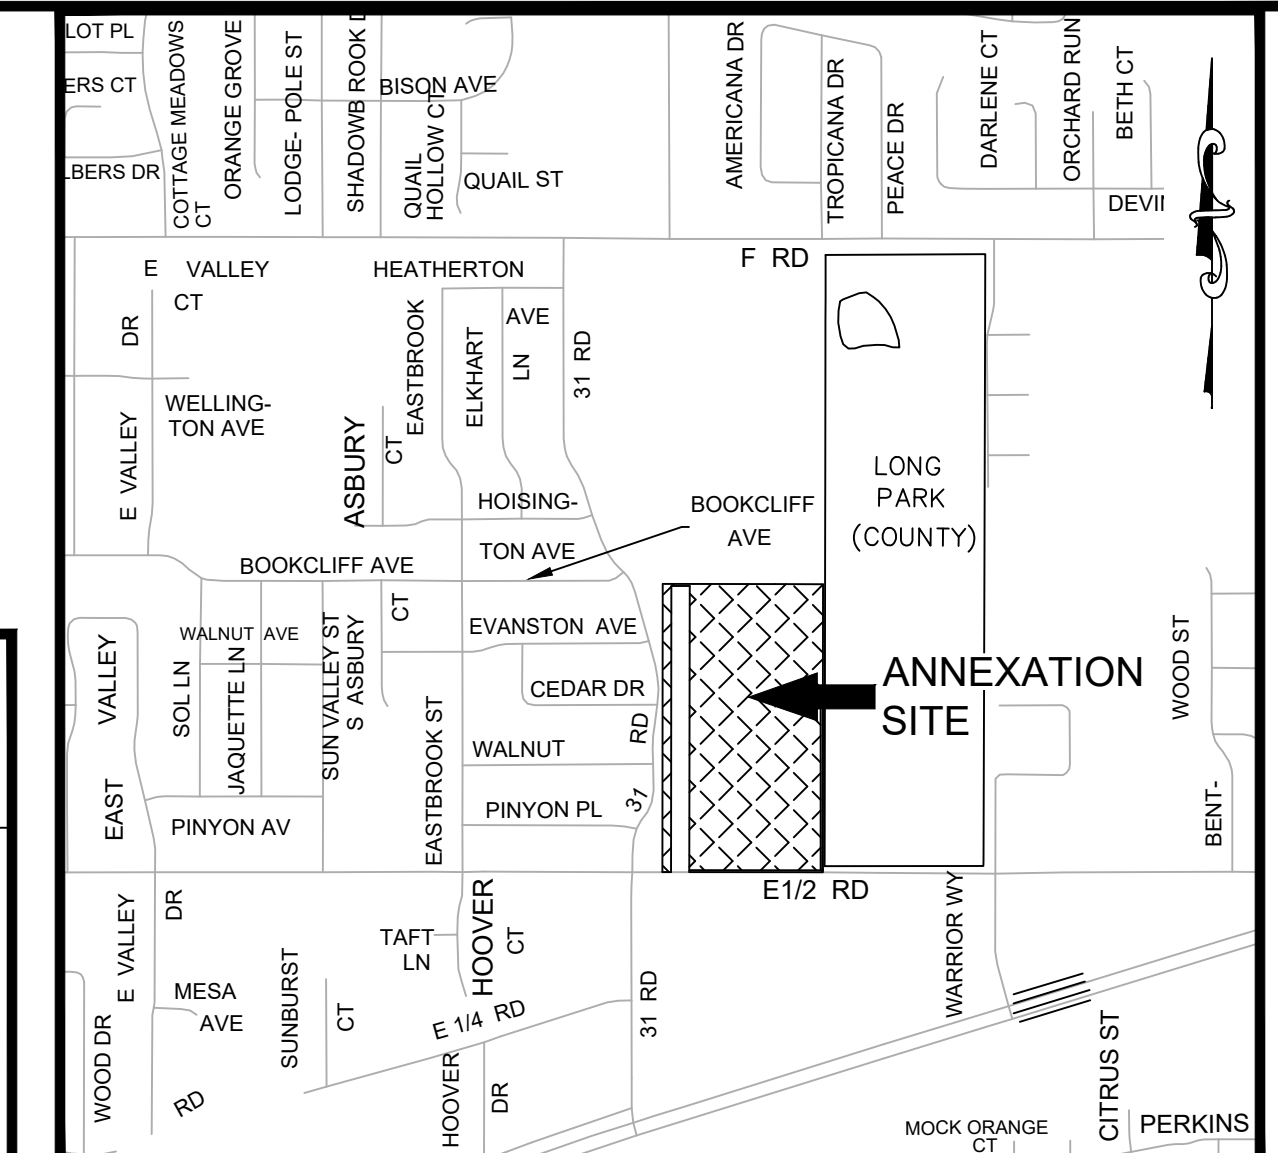 LOT PL
ERS CT
LBERS DR
COTTAGE MEADOWS
CT
ORANGE GROVE
LODGE- POLE ST
SHADOWB ROOK
BISON AVE
QUAIL
HOLLOW CT
QUAIL ST
AMERICANA DR
TROPICANA DR
PEACE DR
DARLENE CT
ORCHARD RUN
BETH CT
DEVI
F RD
E VALLEY
CT
DR
HEATHERTON
AVE
EASTBROOK
ELKHART
LN
31 RD
WELLING-
TON AVE
E VALLEY
ASBURY
CT
HOISING-
TON AVE
BOOKCLIFF
AVE
LONG
PARK
(COUNTY)
BOOKCLIFF AVE
CT
EVANSTON AVE
WALNUT AVE
EAST
VALLEY
SOL LN
JAQUETTE LN
SUN VALLEY ST
S ASBURY
CEDAR DR
ANNEXATION
SITE
WOOD ST
EASTBROOK ST
WALNUT
RD
31
PINYON PL
PINYON AV
BENT-
E1/2 RD
E VALLEY
DR
HOOVER
CT
TAFT
LN
WARRIOR WY
MESA
AVE
SUNBURST
CT
E 1/4 RD
31 RD
WOOD DR
RD
HOOVER
DR
CITRUS ST
MOCK ORANGE
CT
PERKINS